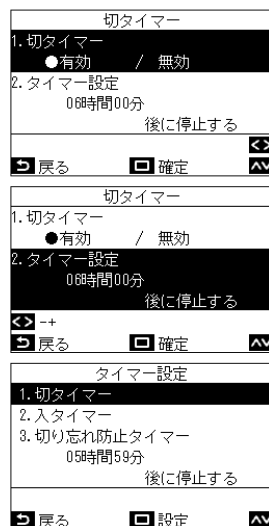 切タイマー
1.切タイマー
●有効 / 無効
2.タイマー設定
06時間00分
後に停止する
<>
戻る 確定 ∧∨
切タイマー
1.切タイマー
●有効 / 無効
2.タイマー設定
06時間00分
後に停止する
<> -+
戻る 確定 ∧∨
タイマー設定
1.切タイマー
2.入タイマー
3.切り忘れ防止タイマー
05時間59分
後に停止する
戻る 設定 ∧∨